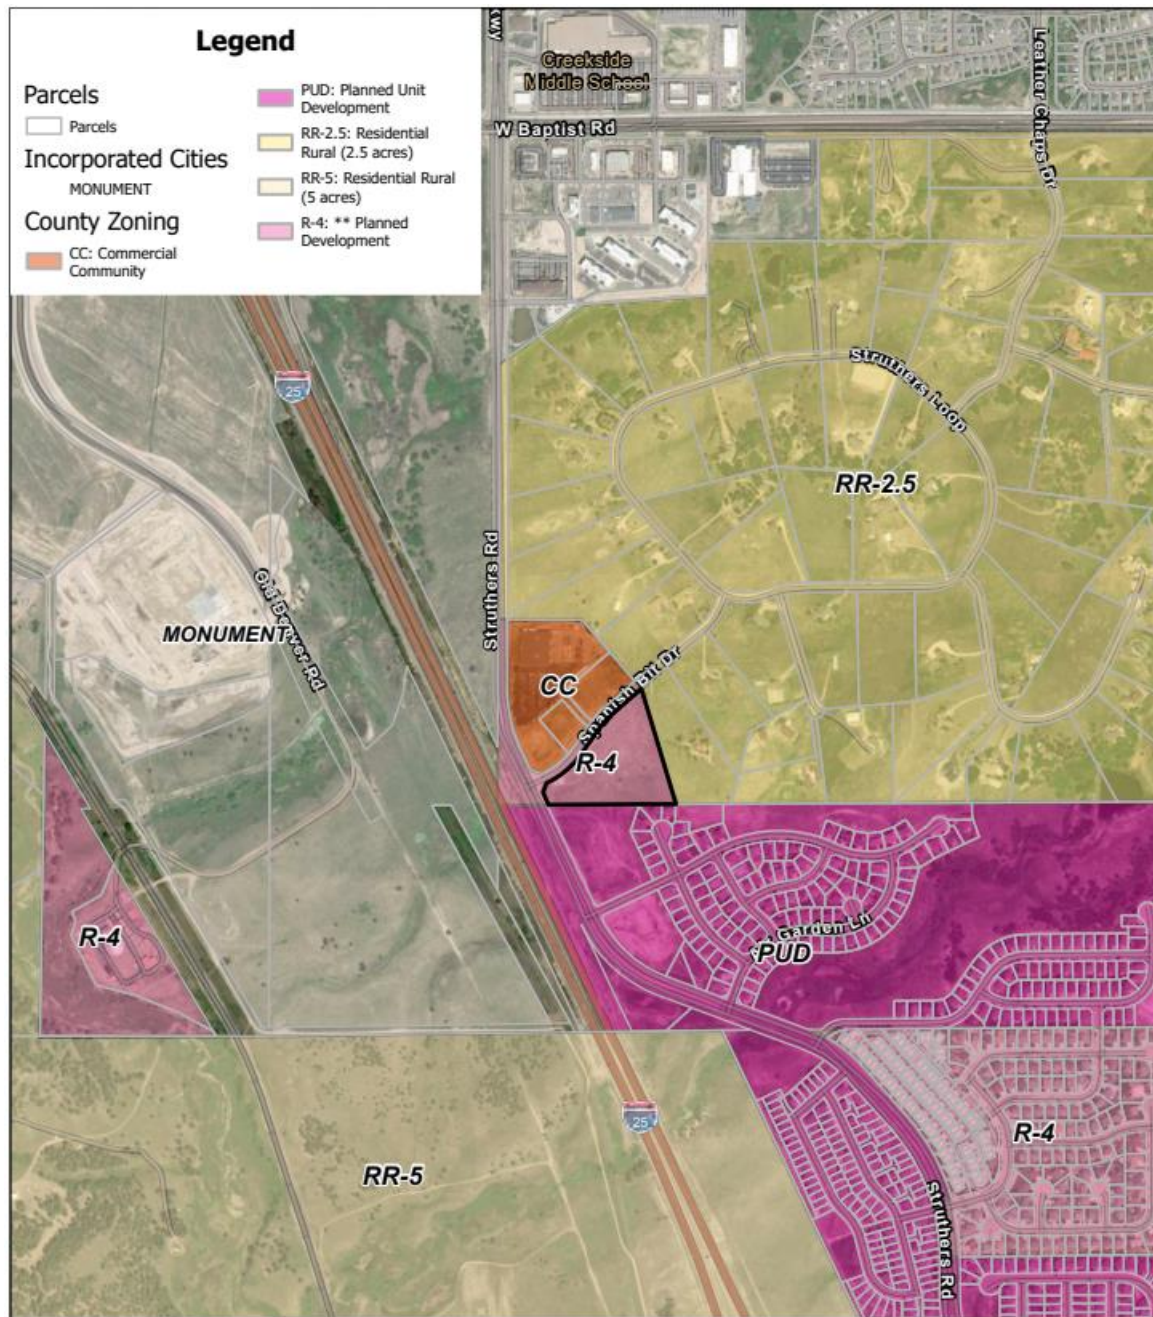 Legend
Parcels
Parcels
Incorporated Cities
MONUMENT
County Zoning
CC: Commercial
Community
PUD: Planned Unit
Development
RR-2.5: Residential
Rural (2.5 acres)
RR-5: Residential Rural
(5 acres)
R-4: ** Planned
Development
kwy
Creekside
Middle School
W Baptist Rd
Leather Chaps Dr
25
Struthers Loop
RR-2.5
Struthers Rd
Old Denver Rd
MONUMENT
CC
Spanish Bit Dr
R-4
R-4
Garden Ln
PUD
25
R-4
RR-5
Struthers Rd